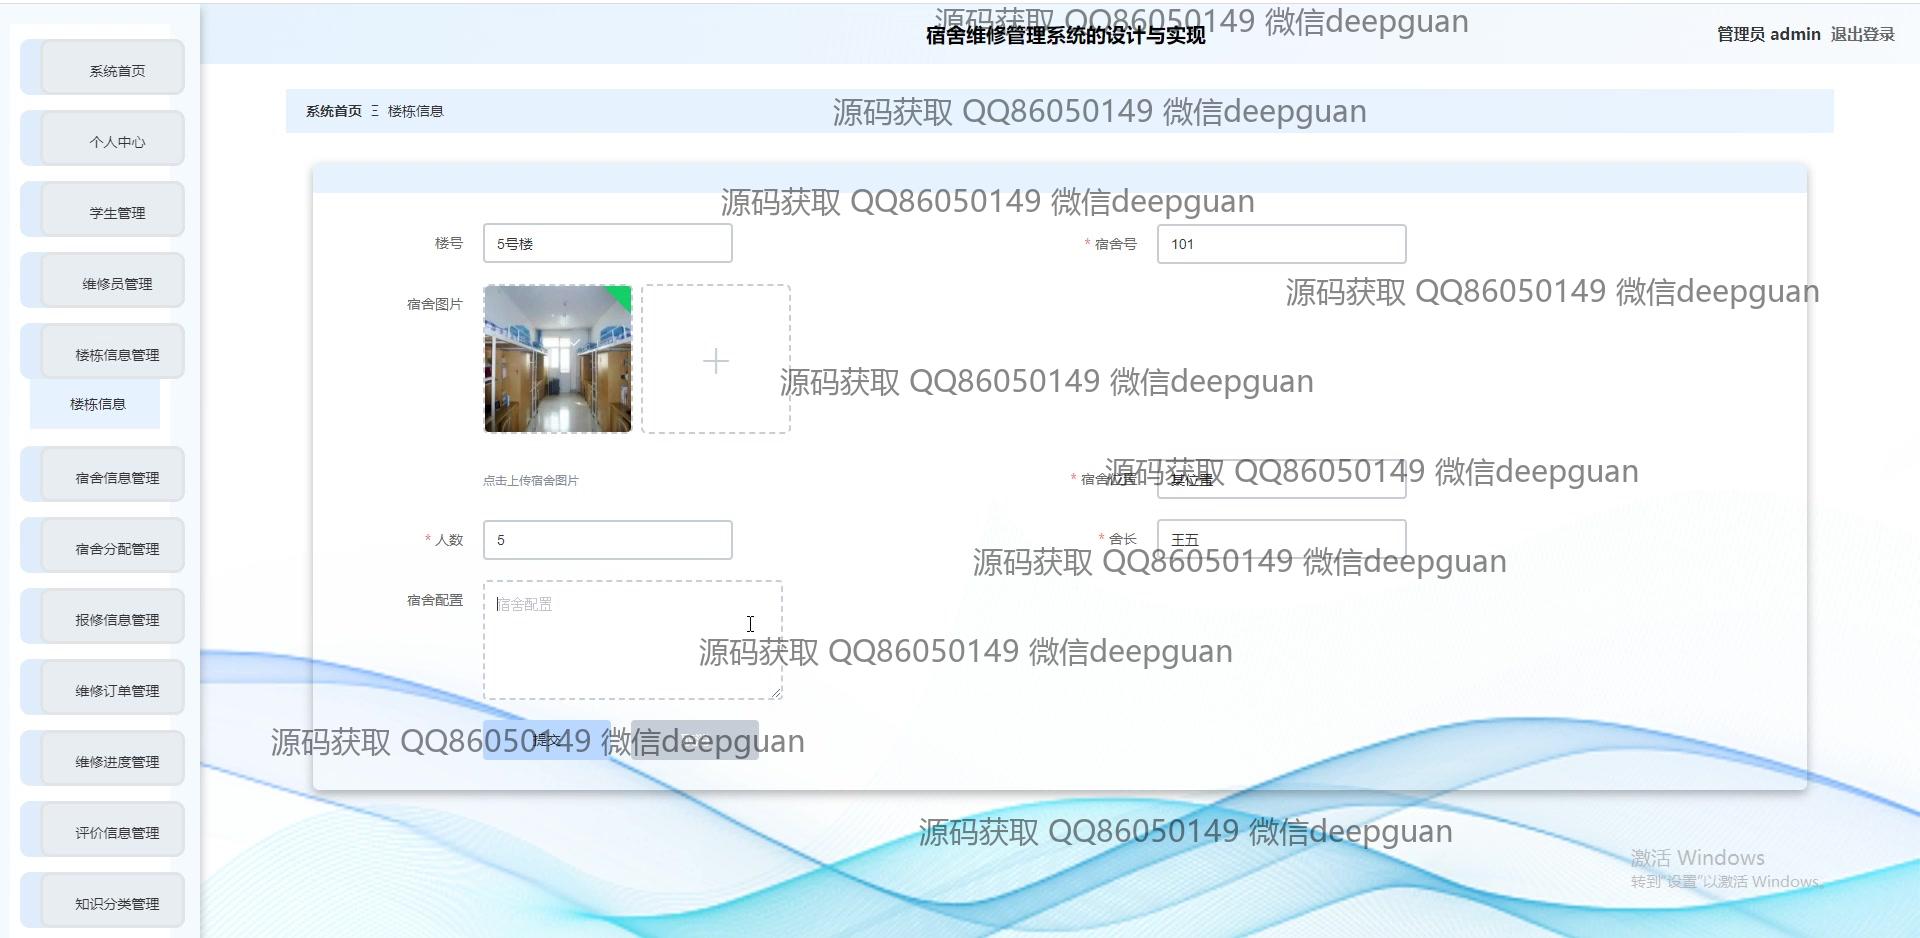 源码获取 QQ86050149 微信deepguan
宿舍维修管理系统的设计与实现
管理员 admin 退出登录
系统首页
个人中心
学生管理
维修员管理
楼栋信息管理
楼栋信息
宿舍信息管理
宿舍分配管理
报修信息管理
维修订单管理
维修进度管理
评价信息管理
知识分类管理
系统首页 Ξ 楼栋信息
源码获取 QQ86050149 微信deepguan
源码获取 QQ86050149 微信deepguan
楼号 5号楼
* 宿舍号 101
源码获取 QQ86050149 微信deepguan
宿舍图片
源码获取 QQ86050149 微信deepguan
点击上传宿舍图片
* 宿舍位置 某位置
源码获取 QQ86050149 微信deepguan
* 人数 5
* 舍长 王五
源码获取 QQ86050149 微信deepguan
宿舍配置 宿舍配置
源码获取 QQ86050149 微信deepguan
提交
源码获取 QQ86050149 微信deepguan
源码获取 QQ86050149 微信deepguan
激活 Windows
转到"设置"以激活 Windows。